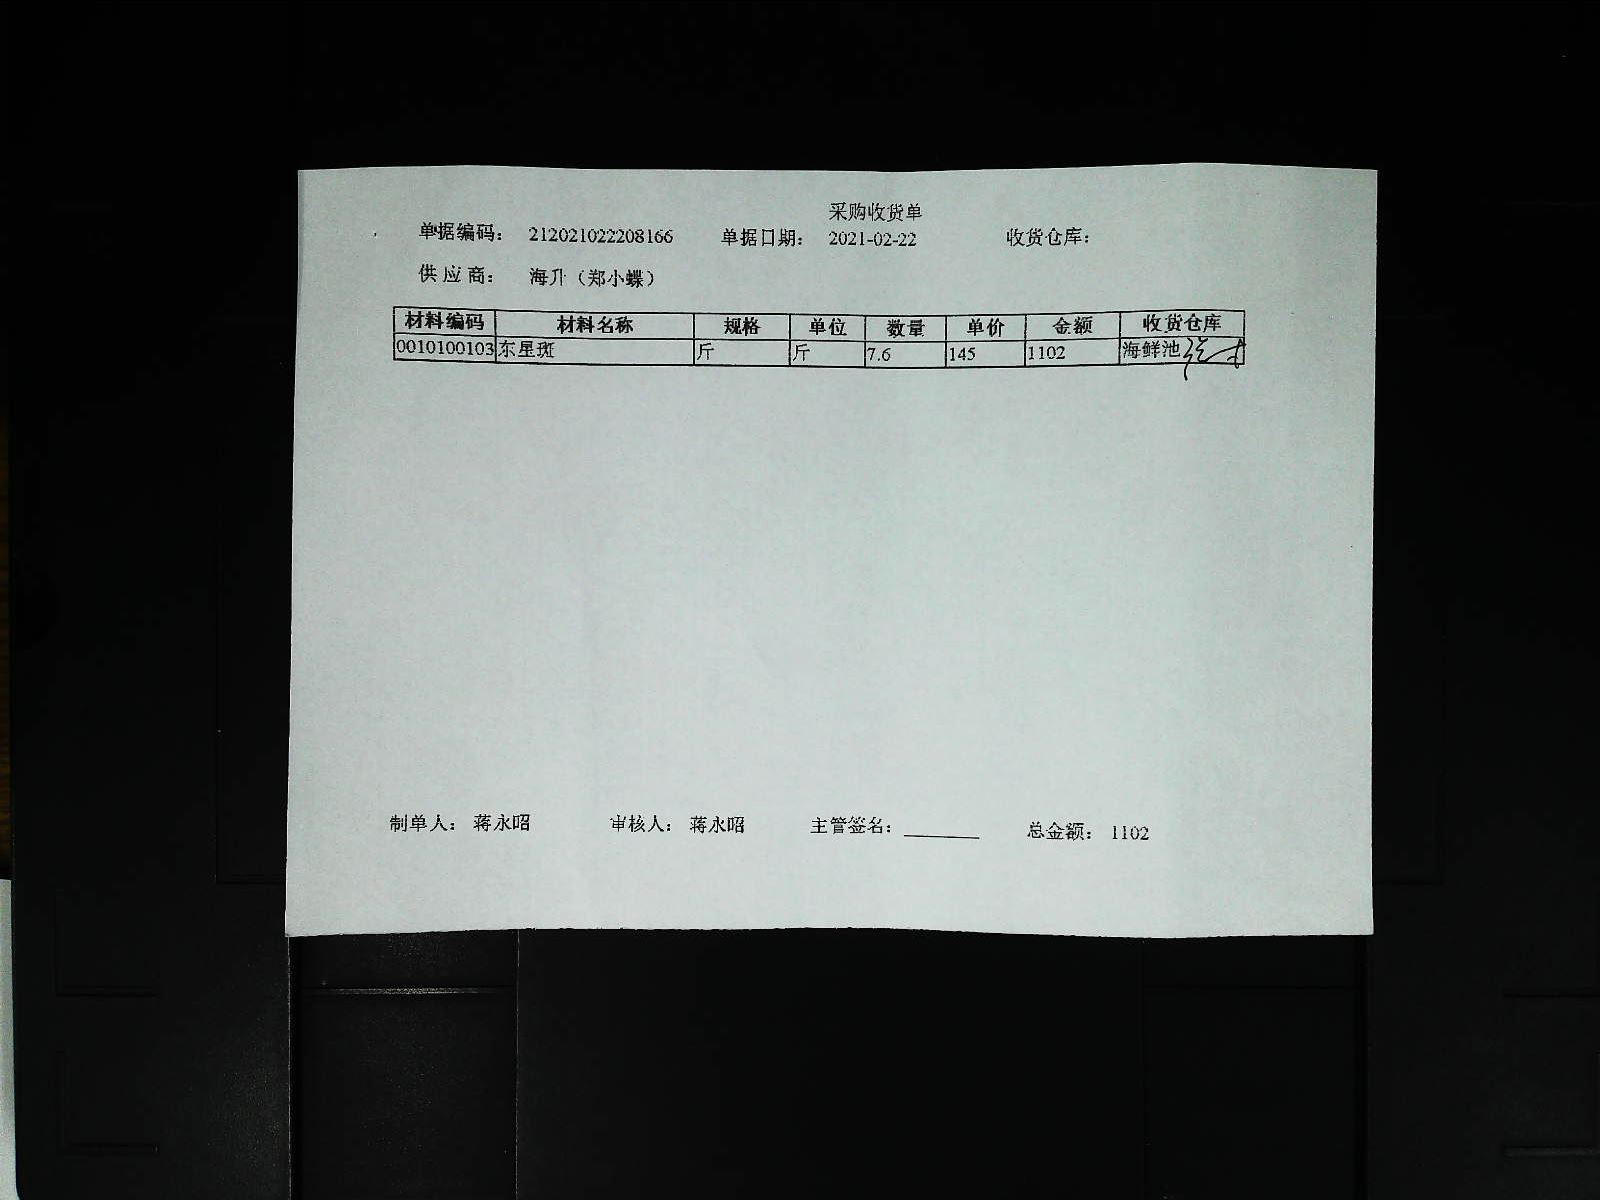 采购收货单
单据编码： 212021022208166 单据日期： 2021-02-22 收货仓库：
供 应 商： 海升（郑小蝶）
材料编码 材料名称 规格 单位 数量 单价 金额 收货仓库
0010100103 东星斑 斤 斤 7.6 145 1102 海鲜池
制单人： 蒋永昭 审核人： 蒋永昭 主管签名： ________ 总金额： 1102